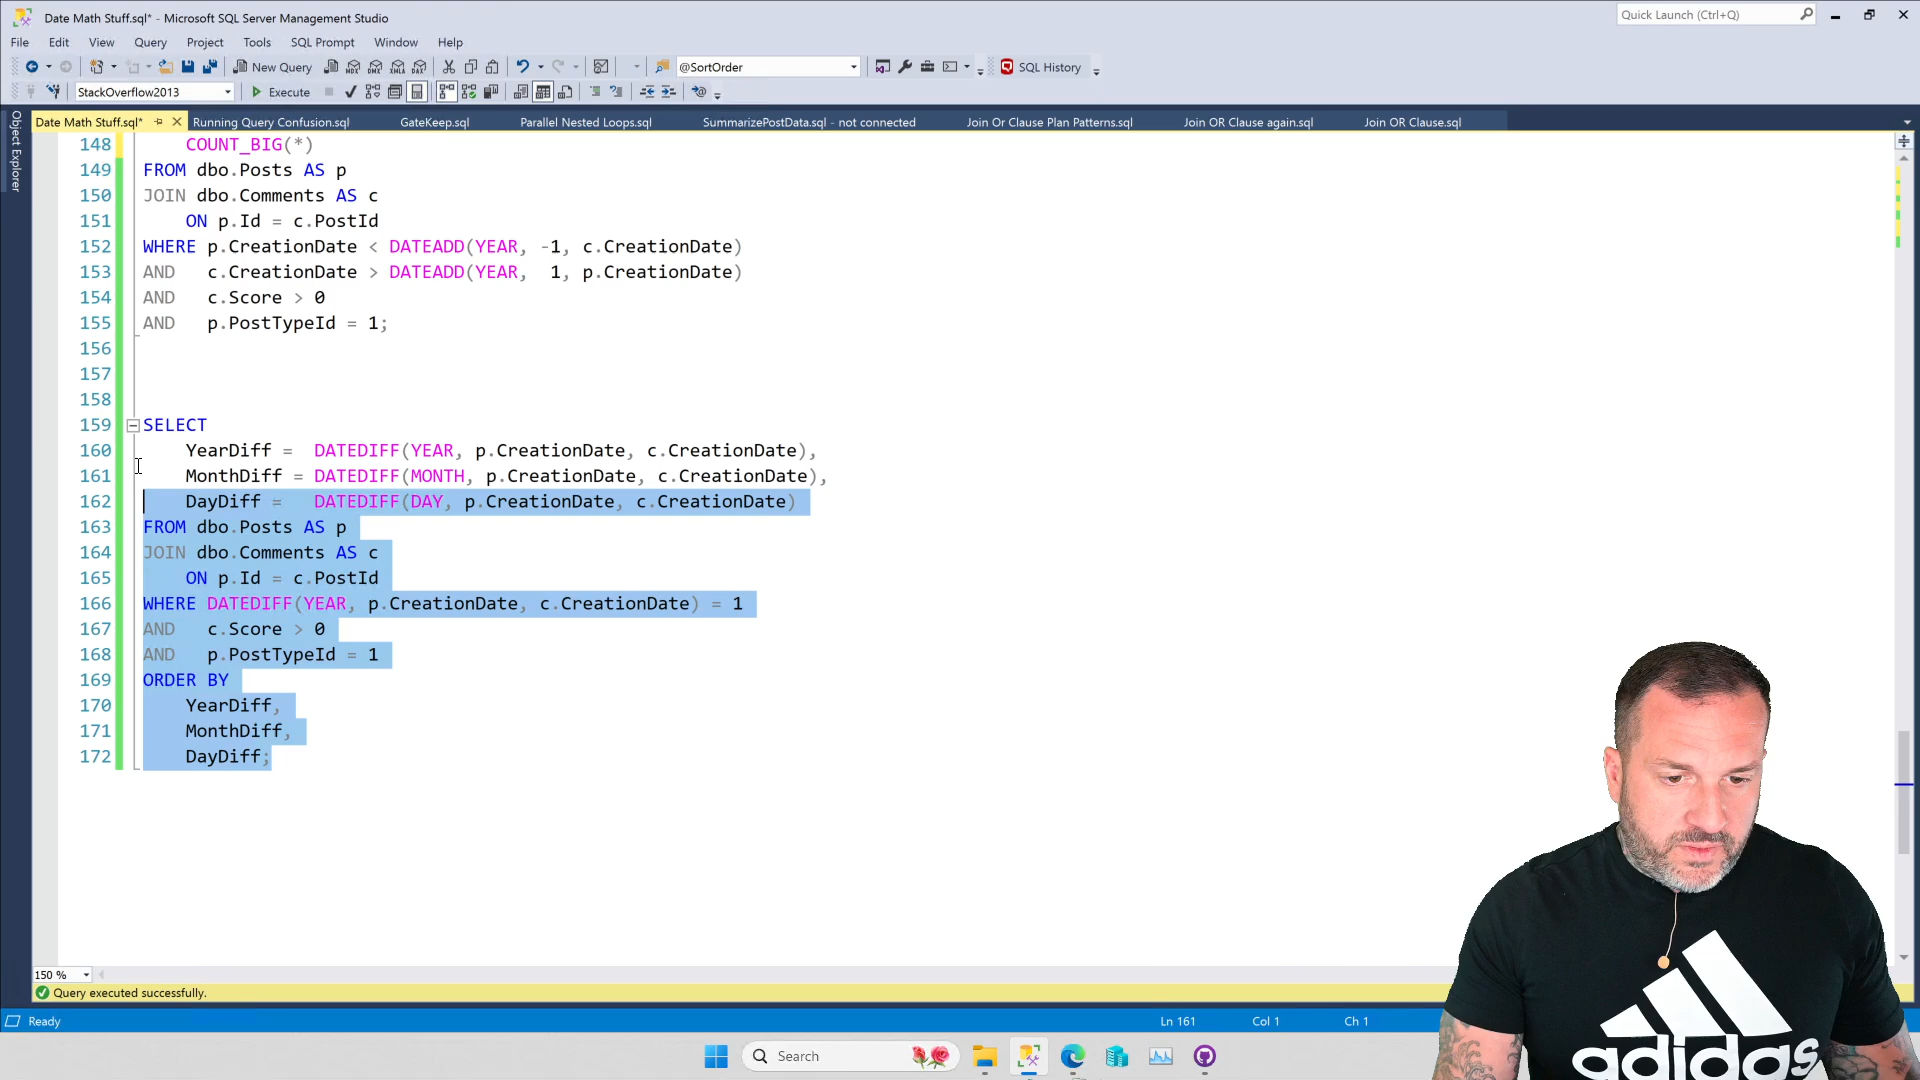 Date Math Stuff.sql* - Microsoft SQL Server Management Studio
Quick Launch (Ctrl+Q)
File Edit View Query Project Tools SQL Prompt Window Help
New Query
MDX DMX XMLA DAX
@SortOrder
SQL History
StackOverflow2013
Execute
Date Math Stuff.sql*
Running Query Confusion.sql
GateKeep.sql
Parallel Nested Loops.sql
SummarizePostData.sql - not connected
Join Or Clause Plan Patterns.sql
Join OR Clause again.sql
Join OR Clause.sql
Object Explorer
148 COUNT_BIG(*)
149 FROM dbo.Posts AS p
150 JOIN dbo.Comments AS c
151 ON p.Id = c.PostId
152 WHERE p.CreationDate < DATEADD(YEAR, -1, c.CreationDate)
153 AND c.CreationDate > DATEADD(YEAR, 1, p.CreationDate)
154 AND c.Score > 0
155 AND p.PostTypeId = 1;
156
157
158
159 SELECT
160 YearDiff = DATEDIFF(YEAR, p.CreationDate, c.CreationDate),
161 MonthDiff = DATEDIFF(MONTH, p.CreationDate, c.CreationDate),
162 DayDiff = DATEDIFF(DAY, p.CreationDate, c.CreationDate)
163 FROM dbo.Posts AS p
164 JOIN dbo.Comments AS c
165 ON p.Id = c.PostId
166 WHERE DATEDIFF(YEAR, p.CreationDate, c.CreationDate) = 1
167 AND c.Score > 0
168 AND p.PostTypeId = 1
169 ORDER BY
170 YearDiff,
171 MonthDiff,
172 DayDiff;
150 %
Query executed successfully.
Ready
Ln 161
Col 1
Ch 1
Search
adidas